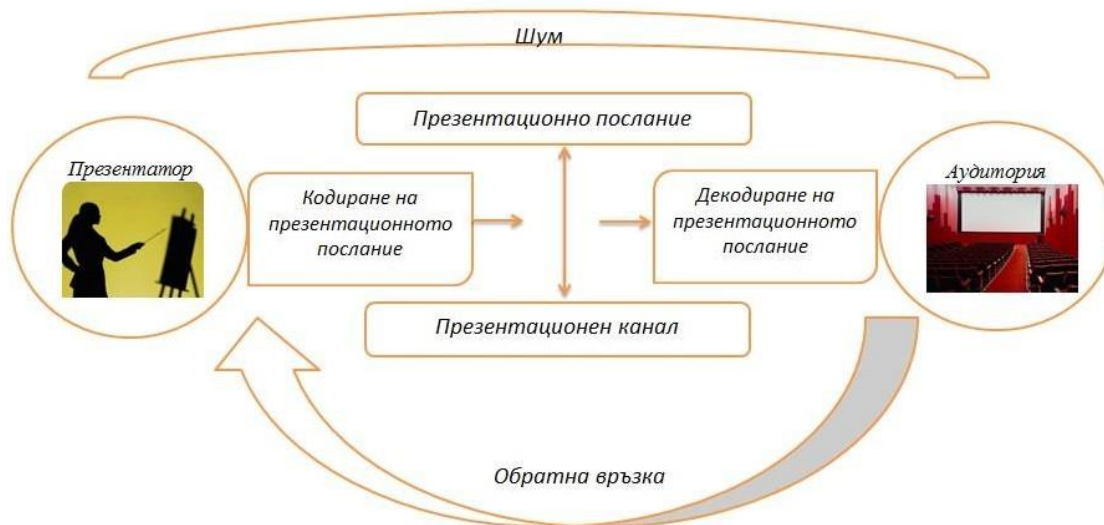 Шум
Презентационно послание
Презентатор
Кодиране на
презентационното
послание
Декодиране на
презентационното
послание
Аудитория
Презентационен канал
Обратна връзка